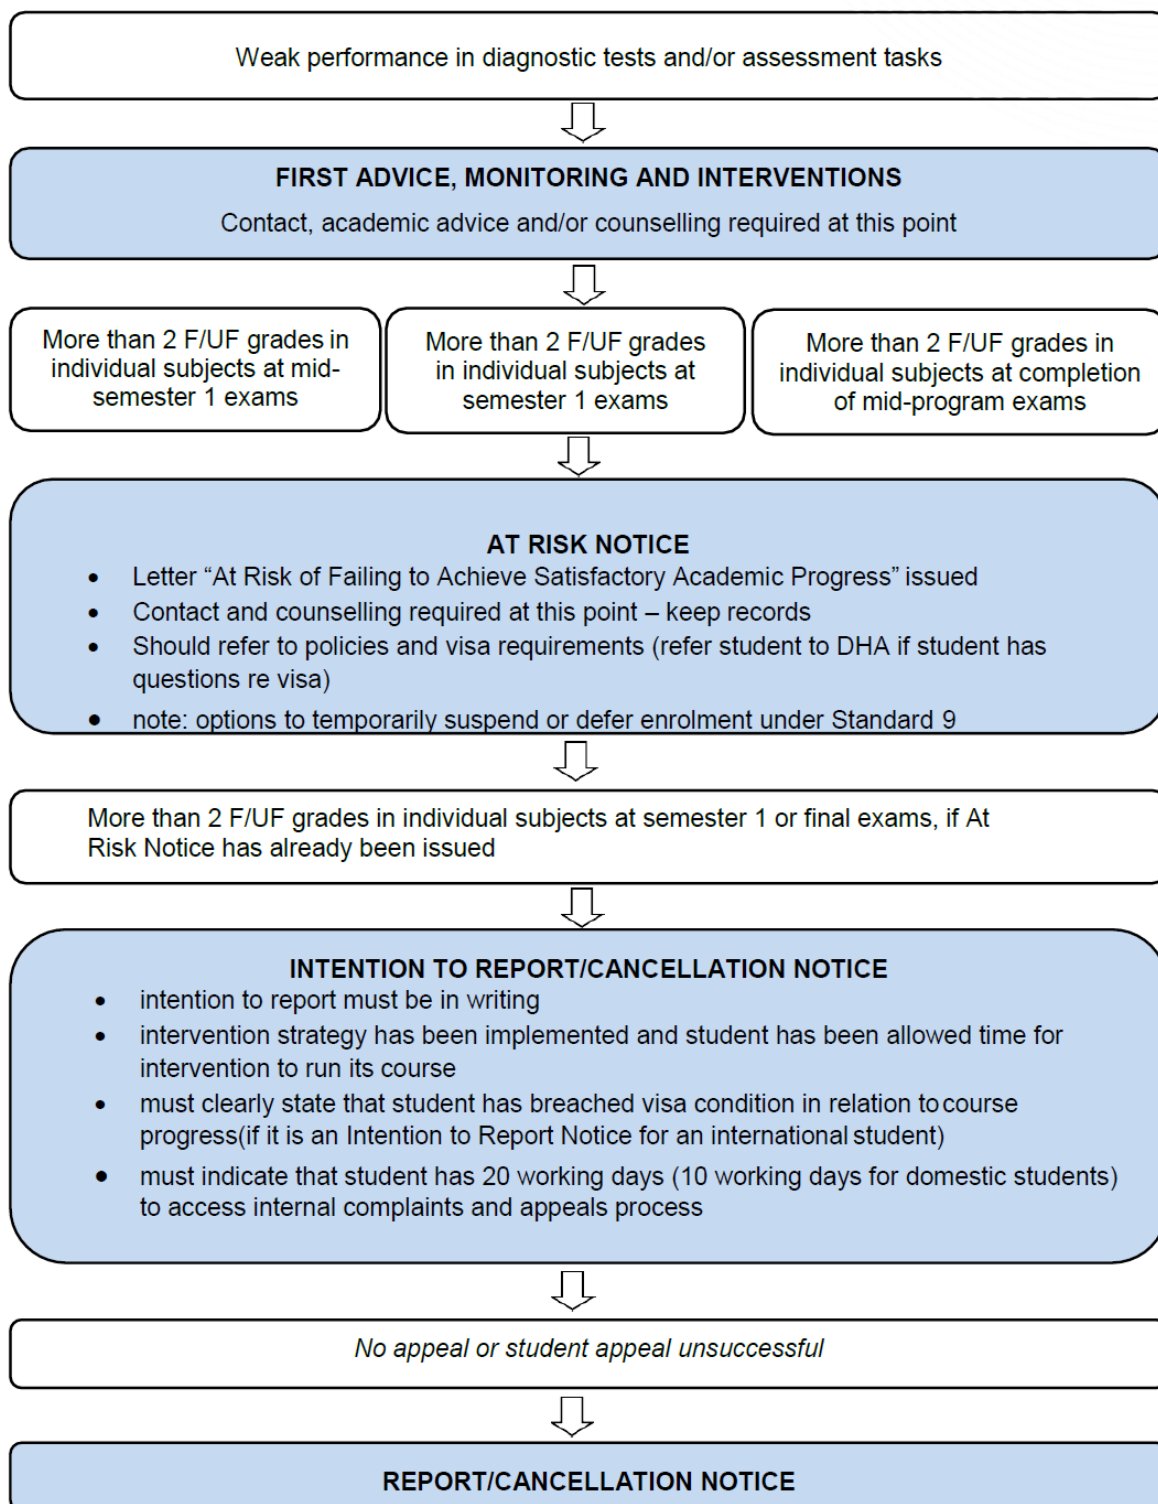 Weak performance in diagnostic tests and/or assessment tasks
FIRST ADVICE, MONITORING AND INTERVENTIONS
Contact, academic advice and/or counselling required at this point
More than 2 F/UF grades in
individual subjects at mid-
semester 1 exams
More than 2 F/UF grades
in individual subjects at
semester 1 exams
More than 2 F/UF grades in
individual subjects at completion
of mid-program exams
AT RISK NOTICE
• Letter “At Risk of Failing to Achieve Satisfactory Academic Progress” issued
• Contact and counselling required at this point – keep records
• Should refer to policies and visa requirements (refer student to DHA if student has
questions re visa)
• note: options to temporarily suspend or defer enrolment under Standard 9
More than 2 F/UF grades in individual subjects at semester 1 or final exams, if At
Risk Notice has already been issued
INTENTION TO REPORT/CANCELLATION NOTICE
• intention to report must be in writing
• intervention strategy has been implemented and student has been allowed time for
intervention to run its course
• must clearly state that student has breached visa condition in relation to course
progress(if it is an Intention to Report Notice for an international student)
• must indicate that student has 20 working days (10 working days for domestic students)
to access internal complaints and appeals process
No appeal or student appeal unsuccessful
REPORT/CANCELLATION NOTICE